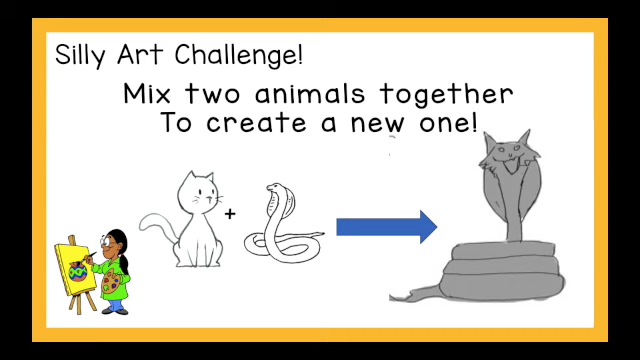 Silly Art Challenge!
Mix two animals together
To create a new one!
+